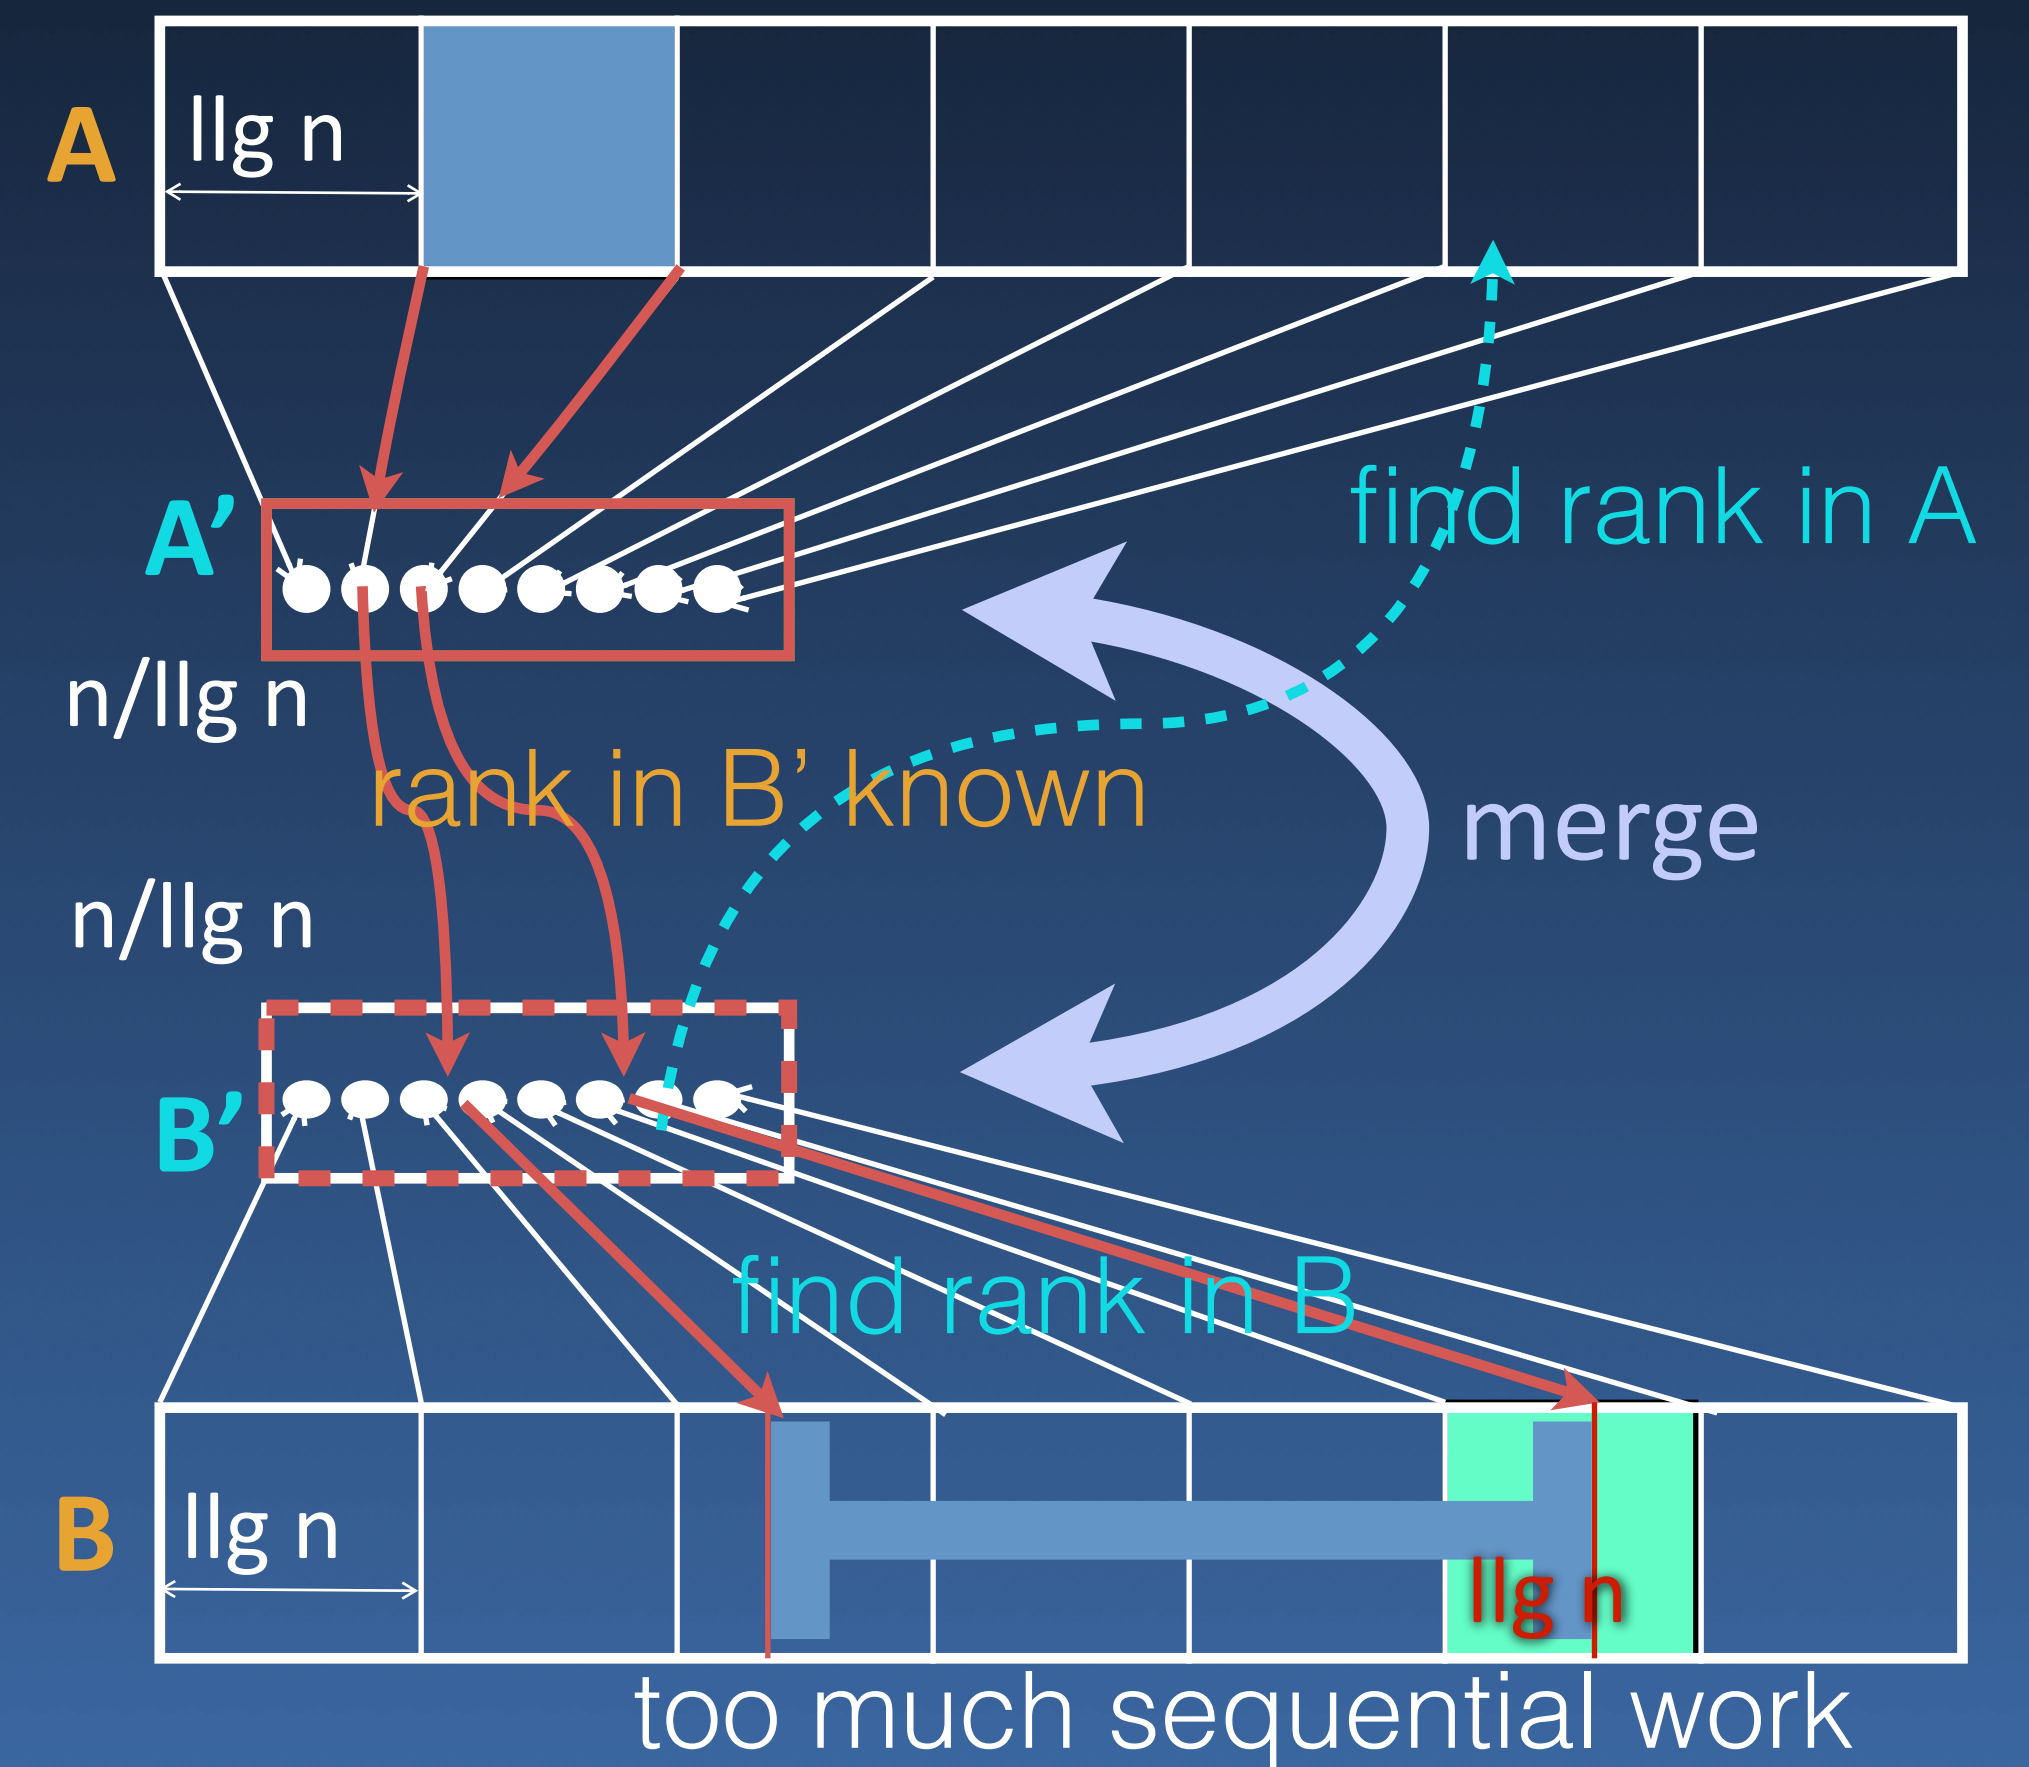 A
llg n
A’
find rank in A
n/llg n
rank in B’ known
merge
n/llg n
B’
find rank in B
B
llg n
llg n
too much sequential work